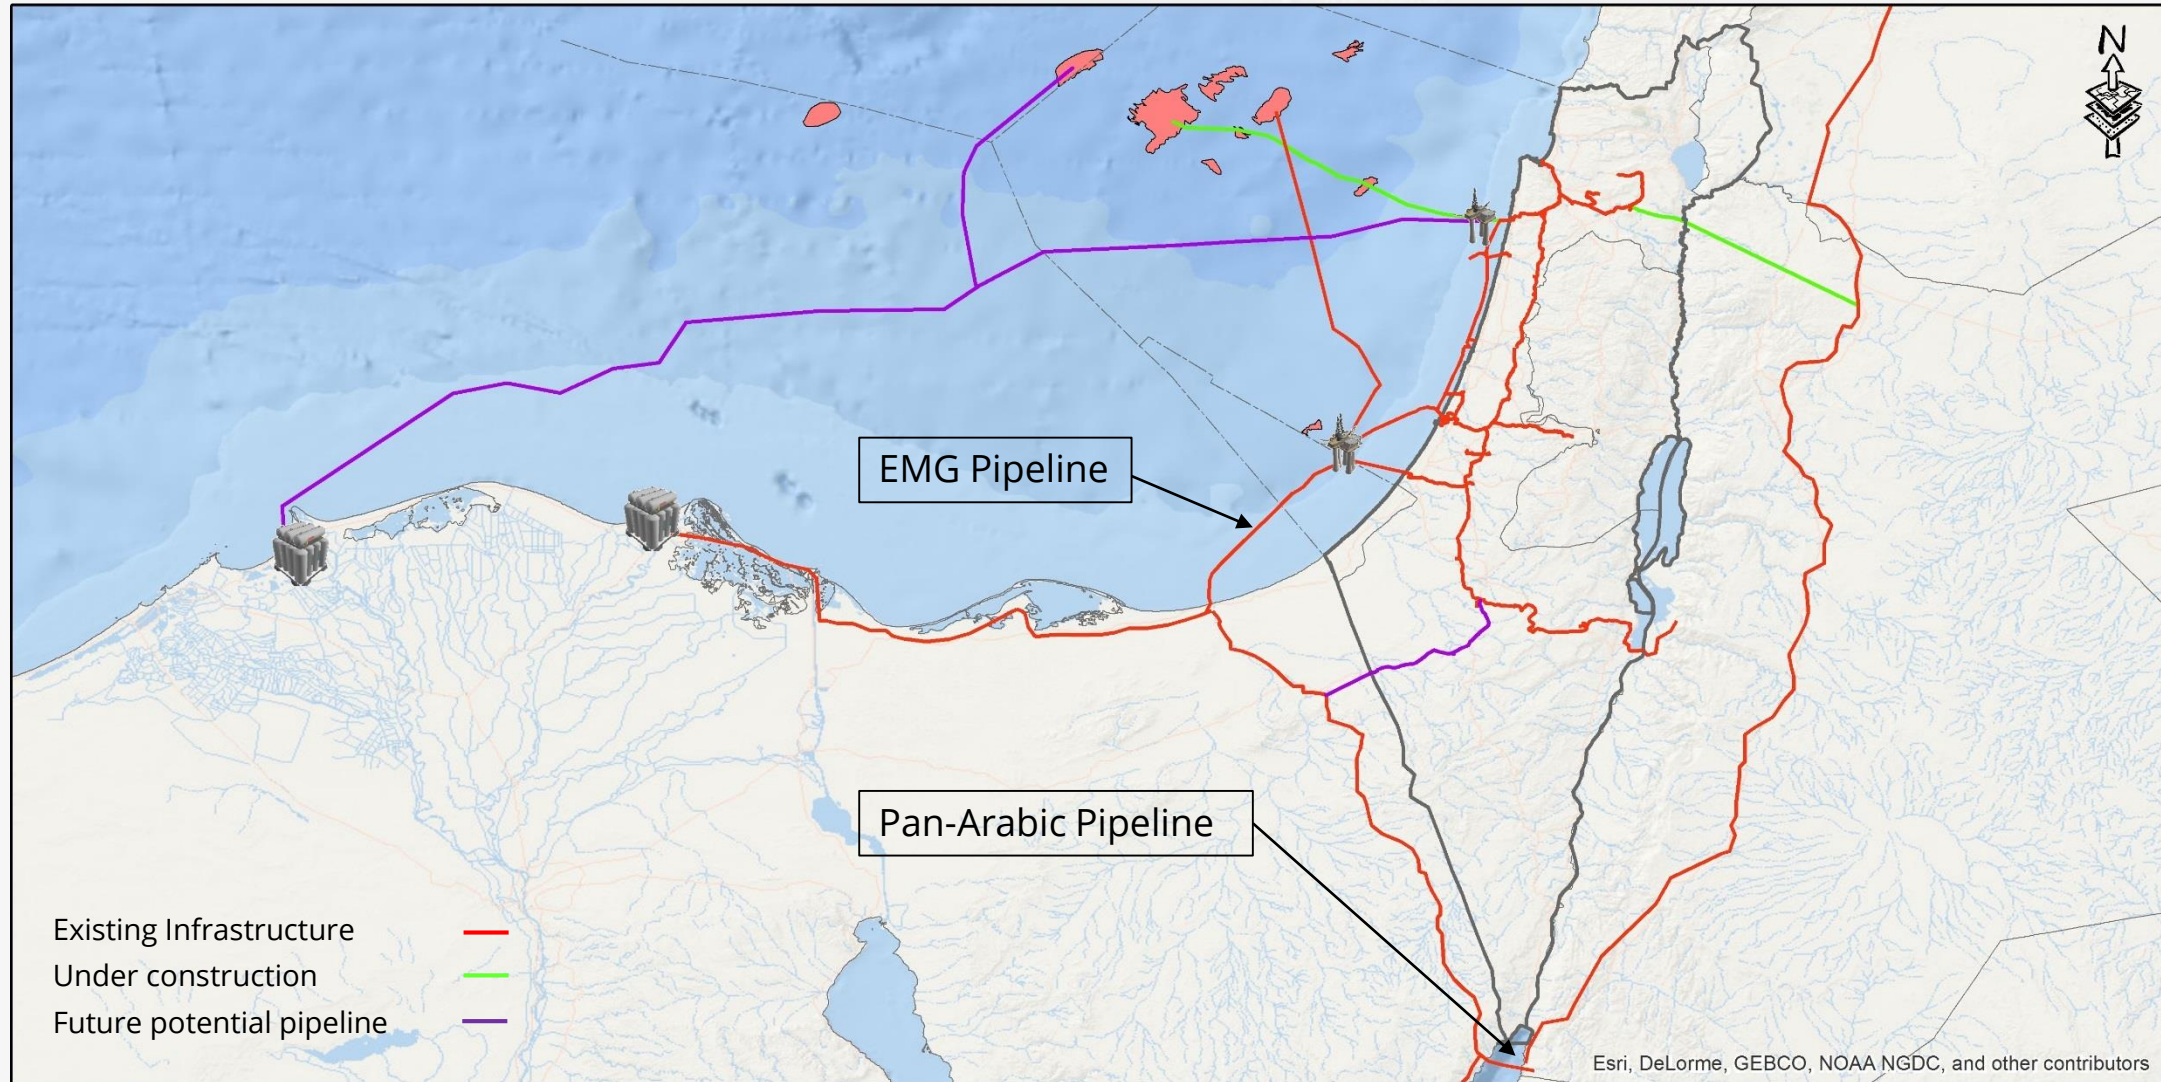 N
EMG Pipeline
Pan-Arabic Pipeline
Existing Infrastructure
Under construction
Future potential pipeline
Esri, DeLorme, GEBCO, NOAA NGDC, and other contributors